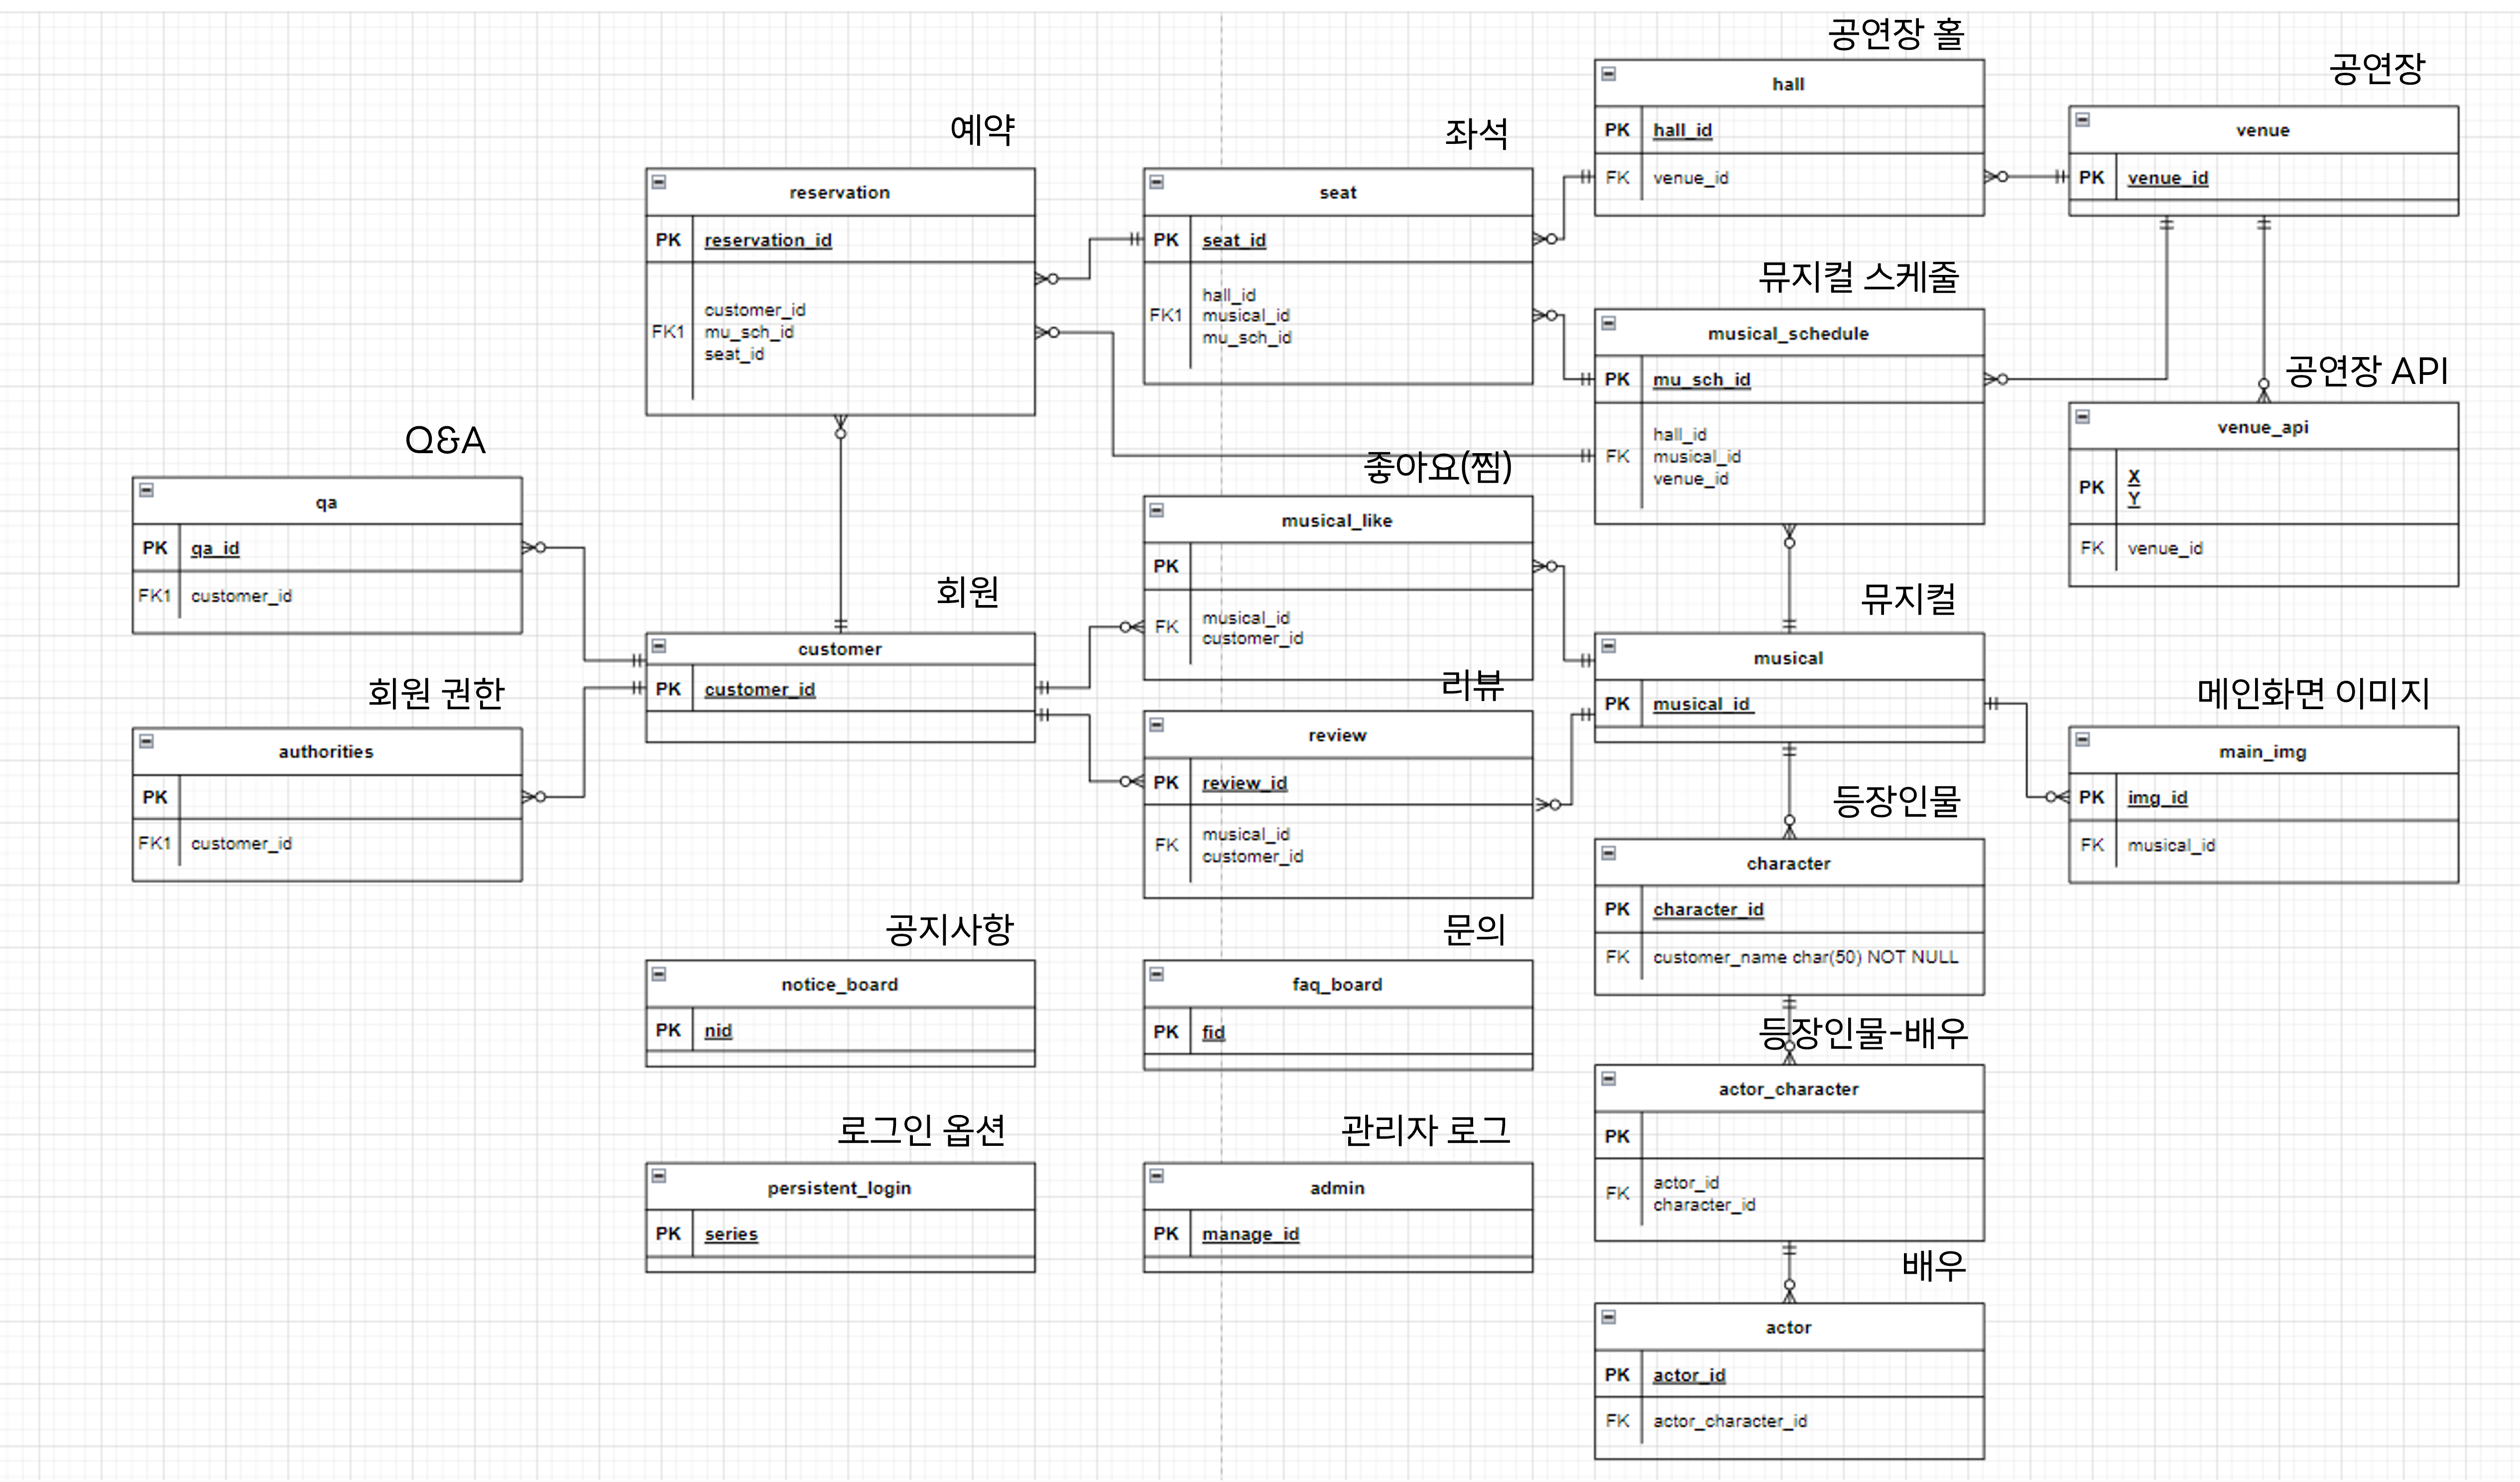 공연장 홀
hall
PK hall_id
FK venue_id
공연장
venue
PK venue_id
예약
reservation
PK reservation_id
customer_id
FK1 mu_sch_id
seat_id
좌석
seat
PK seat_id
hall_id
FK1 musical_id
mu_sch_id
뮤지컬 스케줄
musical_schedule
PK mu_sch_id
hall_id
FK musical_id
venue_id
공연장 API
venue_api
X
PK
Y
FK venue_id
Q&A
qa
PK qa_id
FK1 customer_id
좋아요(찜)
musical_like
PK
musical_id
FK
customer_id
회원
customer
PK customer_id
뮤지컬
musical
PK musical_id
회원 권한
authorities
PK
FK1 customer_id
리뷰
review
PK review_id
musical_id
FK
customer_id
메인화면 이미지
main_img
PK img_id
FK musical_id
등장인물
character
PK character_id
FK customer_name char(50) NOT NULL
공지사항
notice_board
PK nid
문의
faq_board
PK fid
등장인물-배우
actor_character
PK
actor_id
FK
character_id
로그인 옵션
persistent_login
PK series
관리자 로그
admin
PK manage_id
배우
actor
PK actor_id
FK actor_character_id